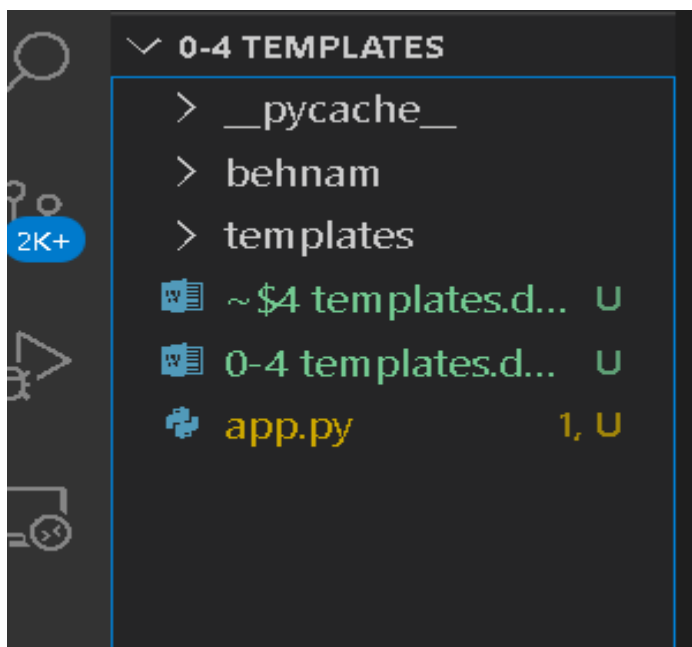 0-4 TEMPLATES
__pycache__
behnam
2K+
templates
~$4 templates.d... U
0-4 templates.d... U
app.py 1, U